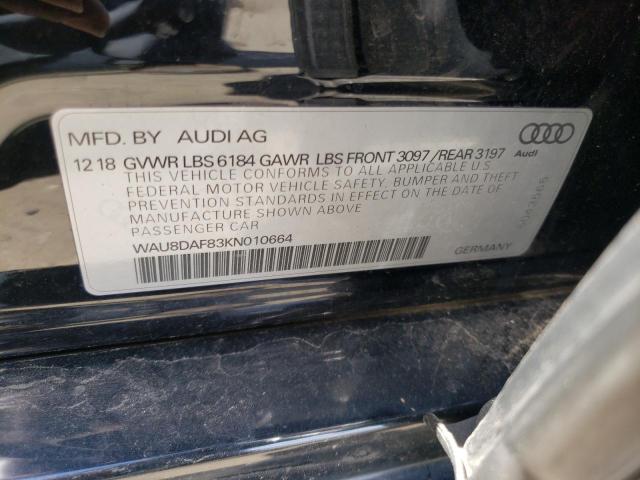 MFD. BY AUDI AG
12 18 GVWR LBS 6184 GAWR LBS FRONT 3097 /REAR 3197
Audi
THIS VEHICLE CONFORMS TO ALL APPLICABLE U.S.
FEDERAL MOTOR VEHICLE SAFETY, BUMPER AND THEFT
PREVENTION STANDARDS IN EFFECT ON THE DATE OF
MANUFACTURE SHOWN ABOVE
PASSENGER CAR
WAU8DAF83KN010664
GERMANY